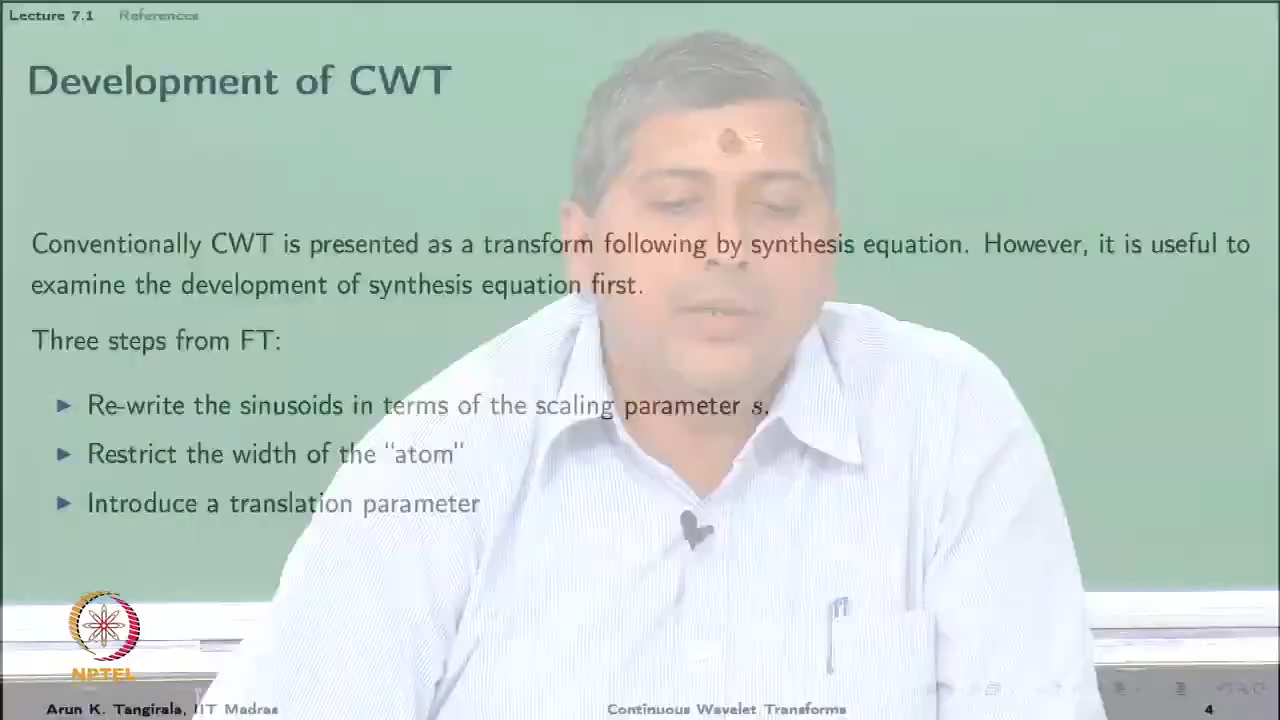 Lecture 7.1 References
Development of CWT
Conventionally CWT is presented as a transform following by synthesis equation. However, it is useful to
examine the development of synthesis equation first.
Three steps from FT:
▶ Re-write the sinusoids in terms of the scaling parameter s.
▶ Restrict the width of the “atom”
▶ Introduce a translation parameter
NPTEL
Arun K. Tangirala, IIT Madras Continuous Wavelet Transforms 4